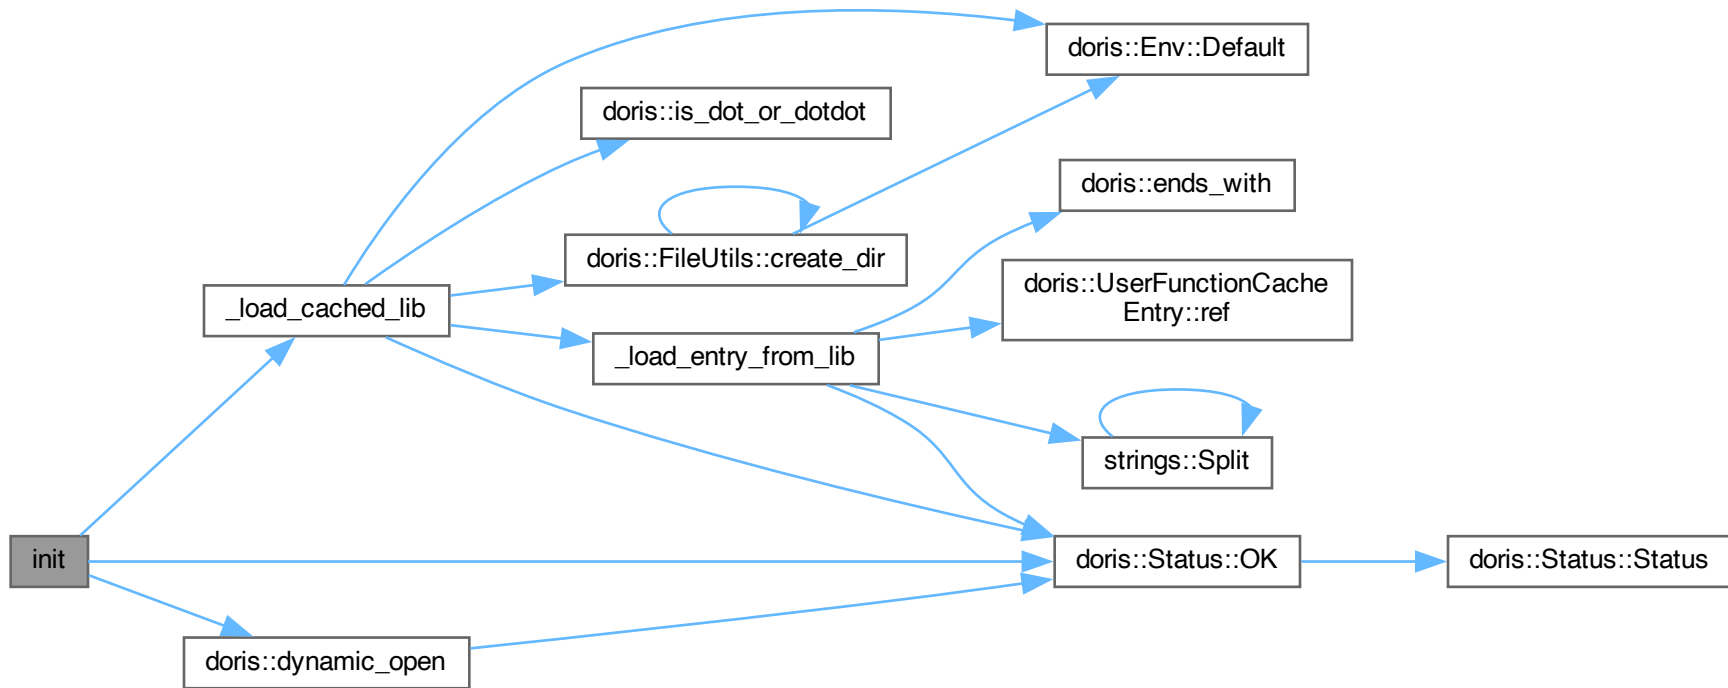 doris::Env::Default
doris::is_dot_or_dotdot
doris::ends_with
doris::FileUtils::create_dir
doris::UserFunctionCache
Entry::ref
_load_cached_lib
_load_entry_from_lib
strings::Split
init
doris::Status::OK
doris::Status::Status
doris::dynamic_open